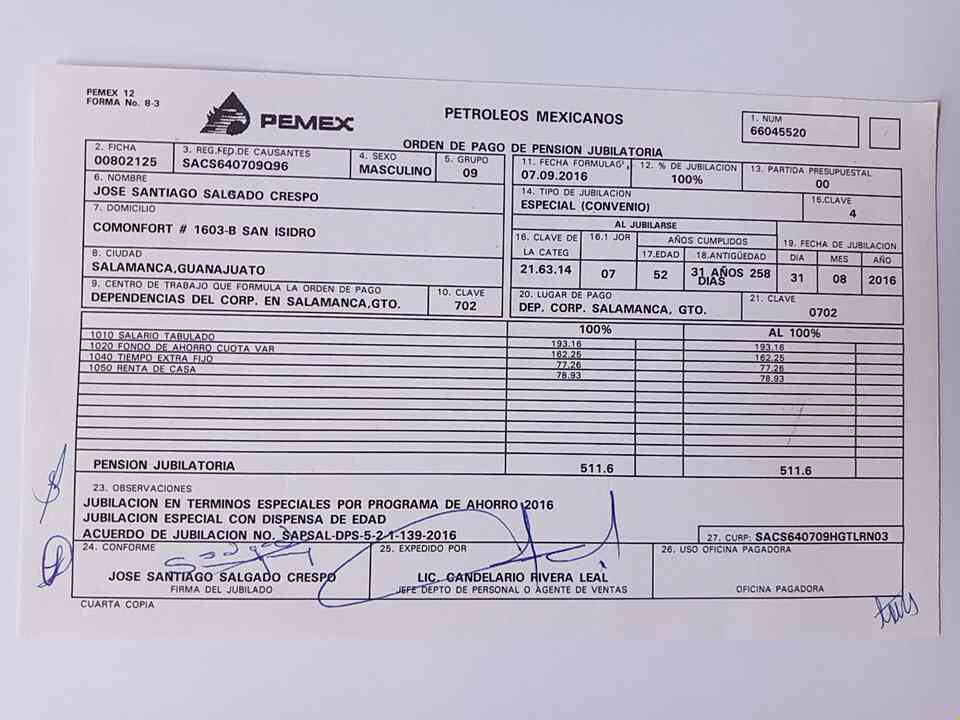 PEMEX 12
FORMA No. 8-3
PEMEX
PETROLEOS MEXICANOS
ORDEN DE PAGO DE PENSION JUBILATORIA
1. NUM
66045520
2. FICHA
00802125
3. REG.FED.DE CAUSANTES
SACS640709Q96
4. SEXO
MASCULINO
5. GRUPO
09
11. FECHA FORMULAC
07.09.2016
12. % DE JUBILACION
100%
13. PARTIDA PRESUPUESTAL
00
6. NOMBRE
JOSE SANTIAGO SALGADO CRESPO
14. TIPO DE JUBILACION
ESPECIAL (CONVENIO)
15.CLAVE
4
7. DOMICILIO
COMONFORT # 1603-B SAN ISIDRO
AL JUBILARSE
16. CLAVE DE
LA CATEG
21.63.14
16.1 JOR
07
AÑOS CUMPLIDOS
17.EDAD
52
18.ANTIGÜEDAD
31 AÑOS 258
DIAS
19. FECHA DE JUBILACION
DIA MES AÑO
31 08 2016
8. CIUDAD
SALAMANCA,GUANAJUATO
9. CENTRO DE TRABAJO QUE FORMULA LA ORDEN DE PAGO
DEPENDENCIAS DEL CORP. EN SALAMANCA,GTO.
10. CLAVE
702
20. LUGAR DE PAGO
DEP. CORP. SALAMANCA, GTO.
21. CLAVE
0702
100% AL 100%
1010 SALARIO TABULADO 193.16 193.16
1020 FONDO DE AHORRO CUOTA VAR 162.25 162.25
1040 TIEMPO EXTRA FIJO 77.26 77.26
1050 RENTA DE CASA 78.93 78.93
PENSION JUBILATORIA 511.6 511.6
23. OBSERVACIONES
JUBILACION EN TERMINOS ESPECIALES POR PROGRAMA DE AHORRO 2016
JUBILACION ESPECIAL CON DISPENSA DE EDAD
ACUERDO DE JUBILACION NO. SAPSAL-DPS-5-2-1-139-2016
27. CURP: SACS640709HGTLRN03
24. CONFORME
JOSE SANTIAGO SALGADO CRESPO
FIRMA DEL JUBILADO
25. EXPEDIDO POR
LIC. CANDELARIO RIVERA LEAL
JEFE DEPTO DE PERSONAL O AGENTE DE VENTAS
26. USO OFICINA PAGADORA
OFICINA PAGADORA
CUARTA COPIA